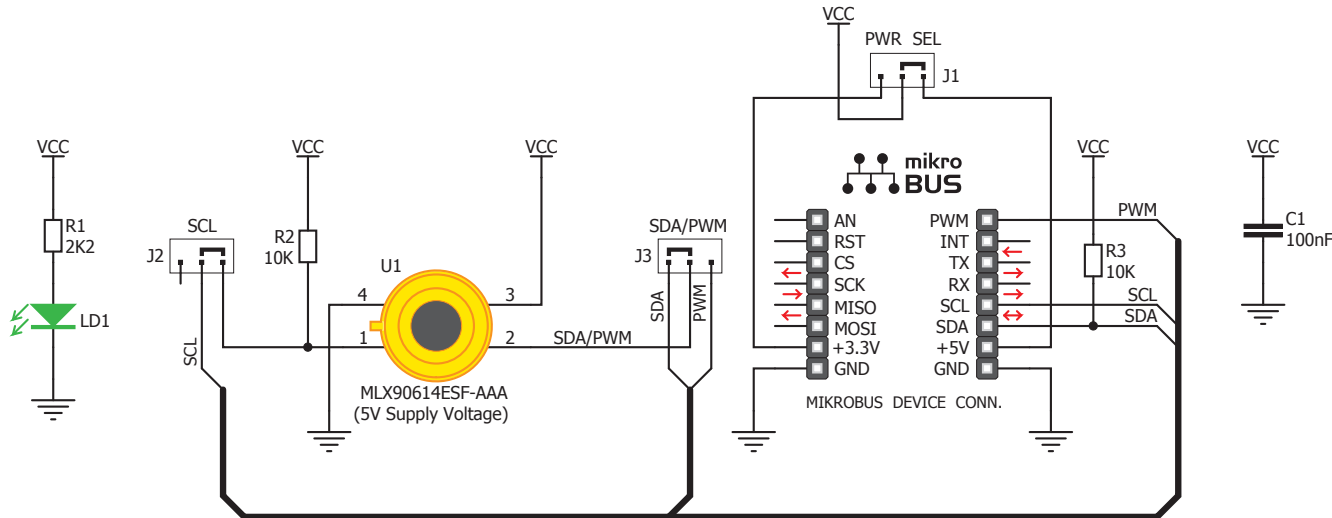 VCC
R1
2K2
LD1
SCL
J2
SCL
VCC
R2
10K
U1
4
3
1
2
VCC
MLX90614ESF-AAA
(5V Supply Voltage)
SDA/PWM
SDA/PWM
J3
SDA
PWM
VCC
PWR SEL
J1
mikro
BUS
AN
RST
CS
SCK
MISO
MOSI
+3.3V
GND
PWM
INT
TX
RX
SCL
SDA
+5V
GND
MIKROBUS DEVICE CONN.
VCC
R3
10K
PWM
SCL
SDA
VCC
C1
100nF